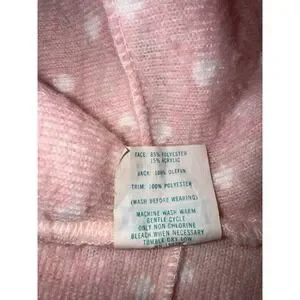 FACE: 85% POLYESTER
15% ACRYLIC
BACK: 100% OLEFIN
TRIM: 100% POLYESTER
(WASH BEFORE WEARING)
MACHINE WASH WARM
GENTLE CYCLE
ONLY NON CHLORINE
BLEACH WHEN NECESSARY
TUMBLE DRY LOW